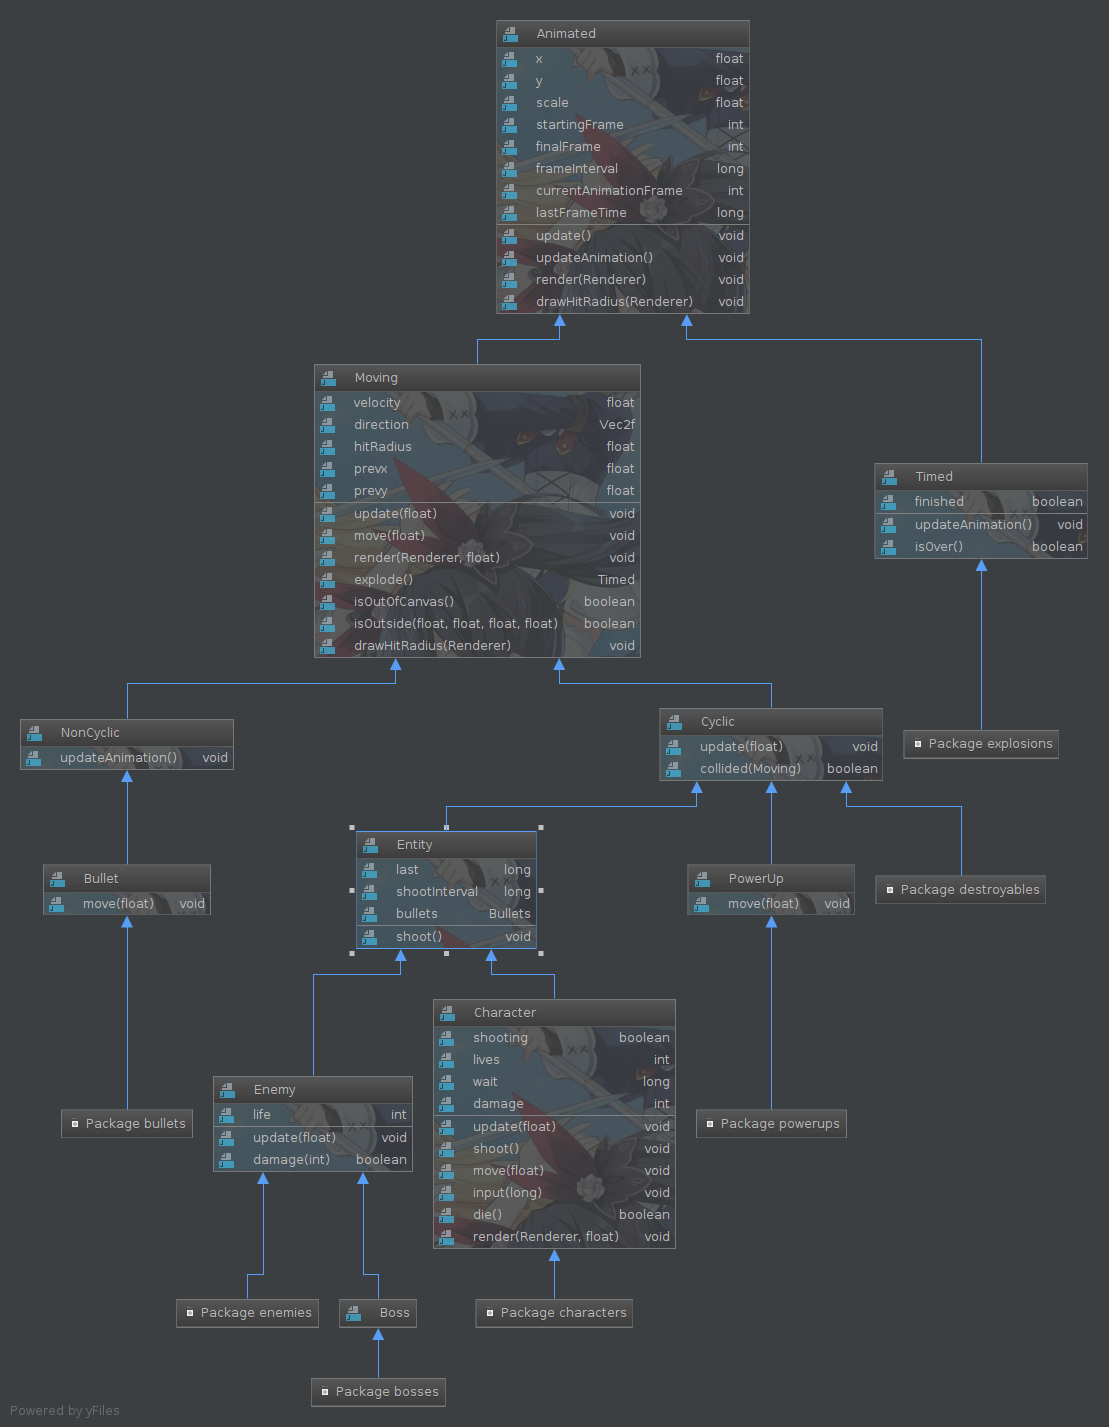 Animated
x float
y float
scale float
startingFrame int
finalFrame int
frameInterval long
currentAnimationFrame int
lastFrameTime long
update() void
updateAnimation() void
render(Renderer) void
drawHitRadius(Renderer) void
Moving
velocity float
direction Vec2f
hitRadius float
prevx float
prevy float
update(float) void
move(float) void
render(Renderer, float) void
explode() Timed
isOutOfCanvas() boolean
isOutside(float, float, float, float) boolean
drawHitRadius(Renderer) void
Timed
finished boolean
updateAnimation() void
isOver() boolean
NonCyclic
updateAnimation() void
Cyclic
update(float) void
collided(Moving) boolean
Package explosions
Bullet
move(float) void
Entity
last long
shootInterval long
bullets Bullets
shoot() void
PowerUp
move(float) void
Package destroyables
Character
shooting boolean
lives int
wait long
damage int
update(float) void
shoot() void
move(float) void
input(long) void
die() boolean
render(Renderer, float) void
Enemy
life int
update(float) void
damage(int) boolean
Package bullets
Package powerups
Package enemies
Boss
Package characters
Package bosses
Powered by yFiles